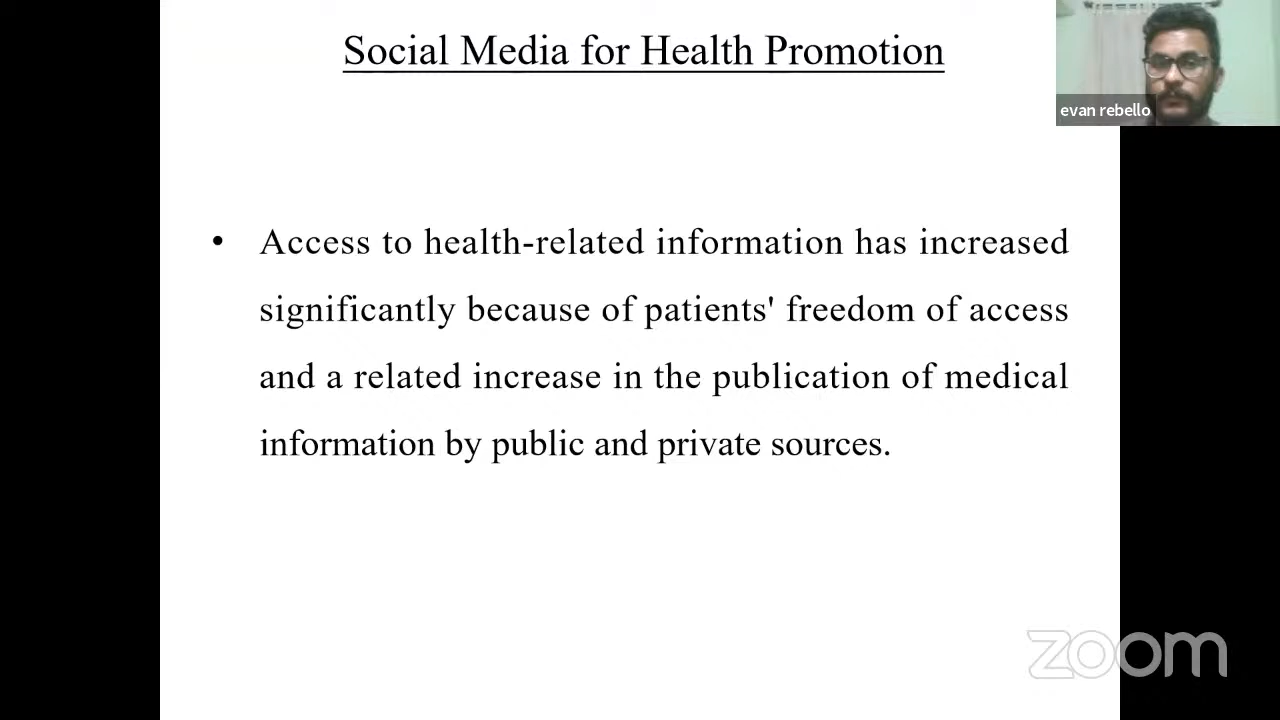 Social Media for Health Promotion
evan rebello
• Access to health-related information has increased
significantly because of patients' freedom of access
and a related increase in the publication of medical
information by public and private sources.
zoom